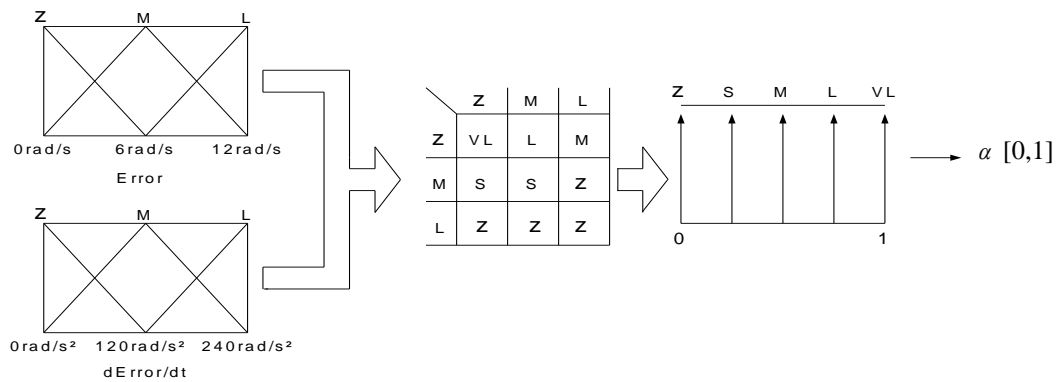 Z M L
0rad/s 6rad/s 12rad/s
Error
Z M L
0rad/s² 120rad/s² 240rad/s²
dError/dt
Z M L
Z VL L M
M S S Z
L Z Z Z
Z S M L VL
0 1
α [0,1]